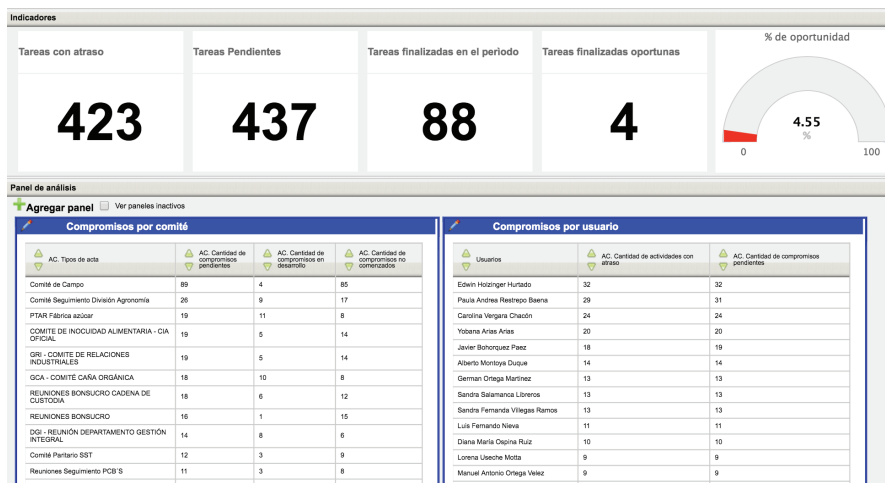 Indicadores
Tareas con atraso
Tareas Pendientes
Tareas finalizadas en el período
Tareas finalizadas oportunas
% de oportunidad
423
437
88
4
4.55
%
0
100
Panel de análisis
Agregar panel
Ver paneles inactivos
Compromisos por comité
AC. Tipos de acta
AC. Cantidad de compromisos pendientes
AC. Cantidad de compromisos en desarrollo
AC. Cantidad de compromisos no comenzados
Comité de Campo 89 4 85
Comité Seguimiento División Agronomía 26 9 17
PTAR Fábrica azúcar 19 11 8
COMITE DE INOCUIDAD ALIMENTARIA - CIA
OFICIAL 19 5 14
GRI - COMITE DE RELACIONES
INDUSTRIALES 19 5 14
GCA - COMITÉ CAÑA ORGÁNICA 18 10 8
REUNIONES BONSUCRO CADENA DE
CUSTODIA 18 6 12
REUNIONES BONSUCRO 16 1 15
DGI - REUNIÓN DEPARTAMENTO GESTIÓN
INTEGRAL 14 8 6
Comité Paritario SST 12 3 9
Reuniones Seguimiento PCB´S 11 3 8
Compromisos por usuario
Usuarios
AC. Cantidad de actividades con atraso
AC. Cantidad de compromisos pendientes
Edwin Holzinger Hurtado 32 32
Paula Andrea Restrepo Baena 29 31
Carolina Vergara Chacón 24 24
Yobana Arias Arias 20 20
Javier Bohorquez Paez 18 19
Alberto Montoya Duque 14 14
German Ortega Martinez 13 13
Sandra Salamanca Libreros 13 13
Sandra Fernanda Villegas Ramos 13 13
Luis Fernando Nieva 11 11
Diana María Ospina Ruiz 10 10
Lorena Useche Motta 9 9
Manuel Antonio Ortega Velez 9 9